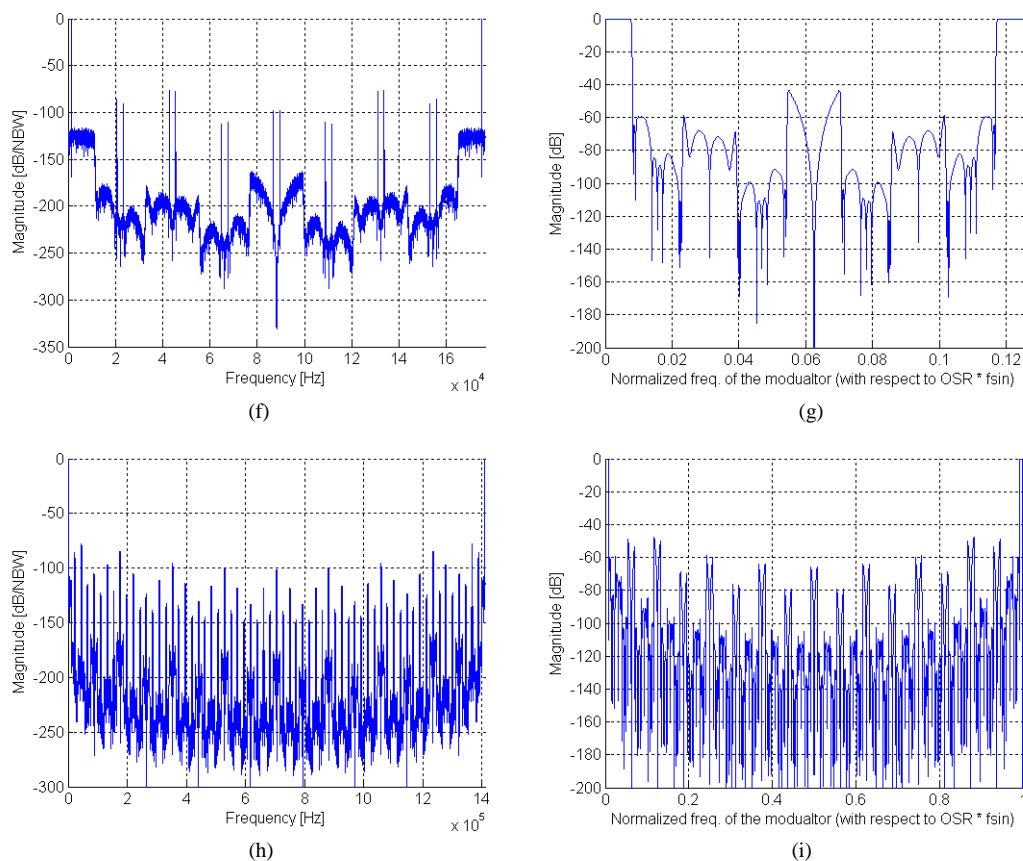 0
-50
-100
-150
-200
-250
-300
-350
Magnitude [dB/NBW]
0 2 4 6 8 10 12 14 16
Frequency [Hz]
x 10^4
(f)
0
-20
-40
-60
-80
-100
-120
-140
-160
-180
-200
Magnitude [dB]
0 0.02 0.04 0.06 0.08 0.1 0.12
Normalized freq. of the modualtor (with respect to OSR * fsin)
(g)
0
-50
-100
-150
-200
-250
-300
Magnitude [dB/NBW]
0 2 4 6 8 10 12 14
Frequency [Hz]
x 10^5
(h)
0
-20
-40
-60
-80
-100
-120
-140
-160
-180
-200
Magnitude [dB]
0 0.2 0.4 0.6 0.8 1
Normalized freq. of the modualtor (with respect to OSR * fsin)
(i)